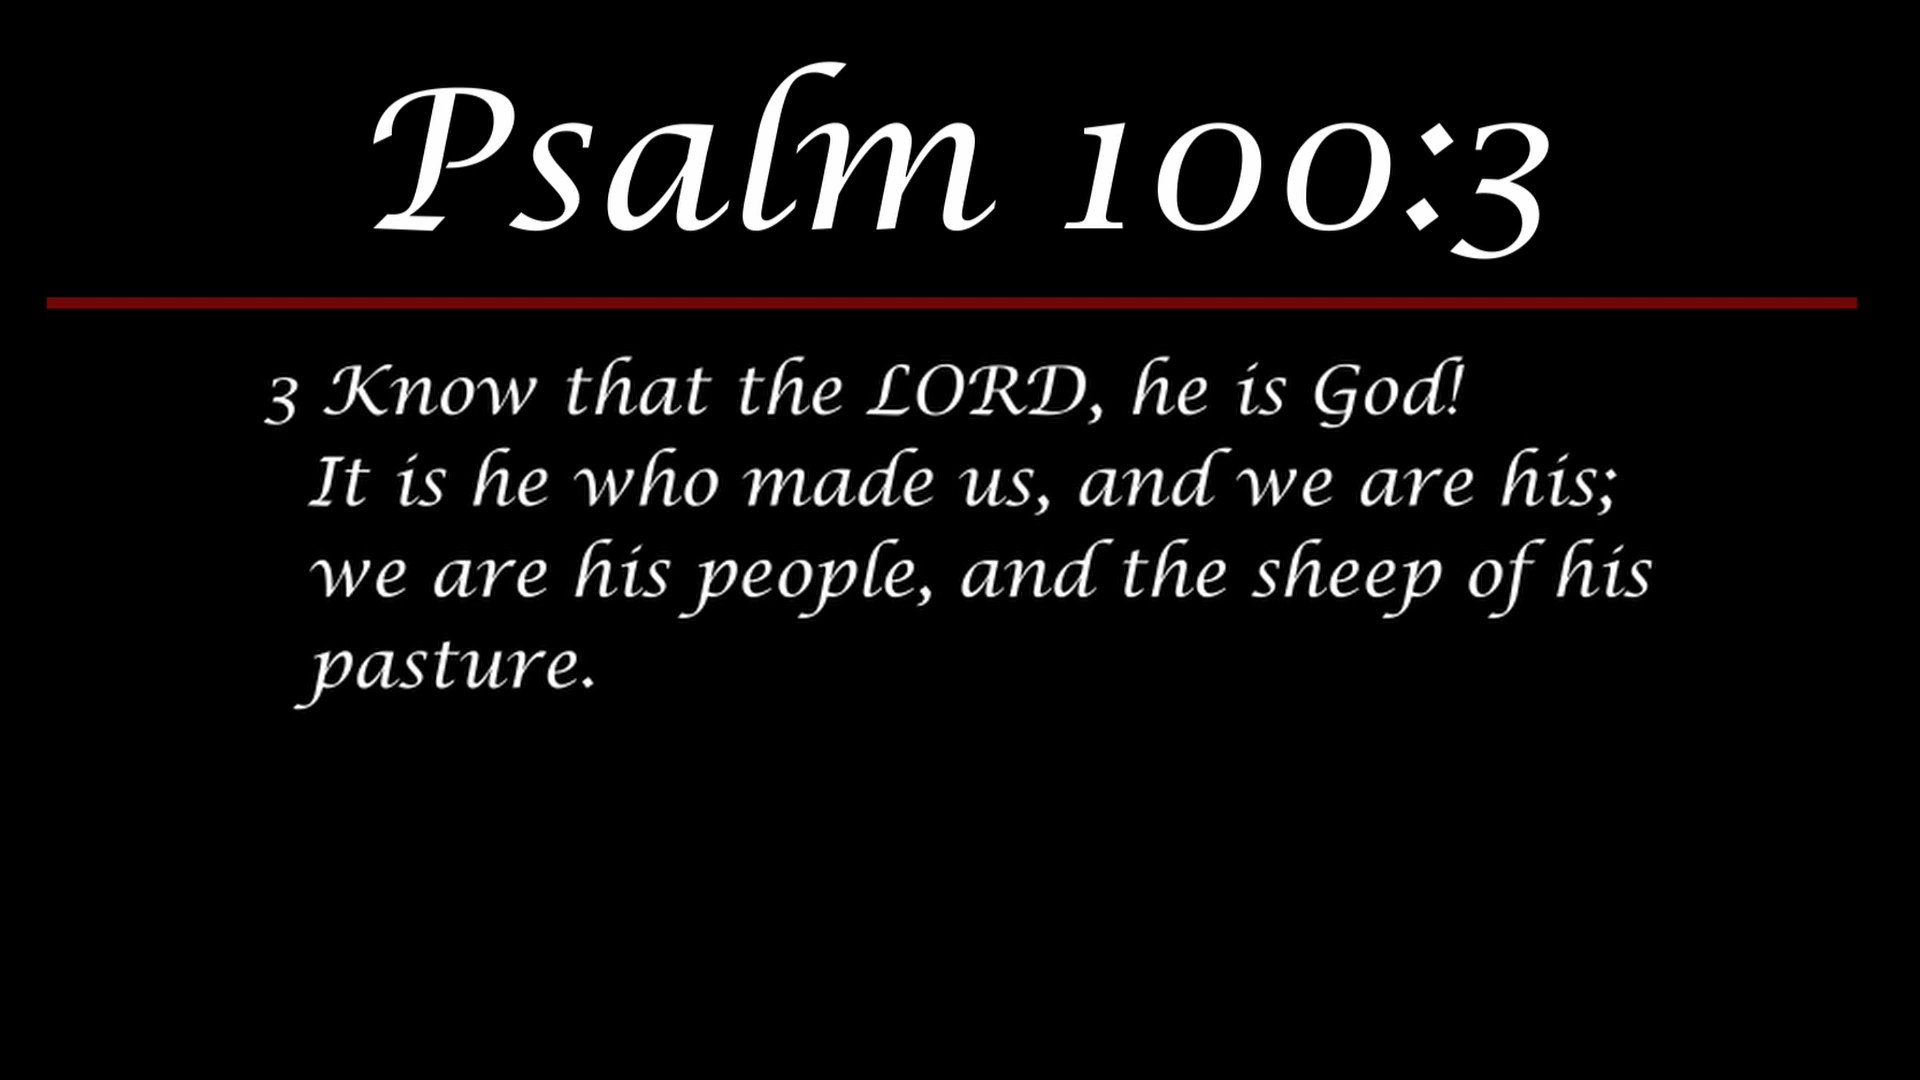 Psalm 100:3
3 Know that the LORD, he is God!
It is he who made us, and we are his;
we are his people, and the sheep of his
pasture.